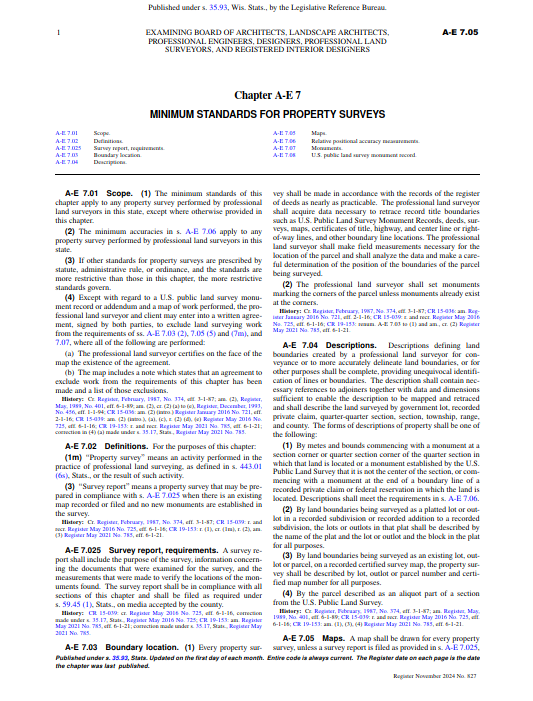 Published under s. 35.93, Wis. Stats., by the Legislative Reference Bureau.
1
EXAMINING BOARD OF ARCHITECTS, LANDSCAPE ARCHITECTS,
PROFESSIONAL ENGINEERS, DESIGNERS, PROFESSIONAL LAND
SURVEYORS, AND REGISTERED INTERIOR DESIGNERS
A-E 7.05
Chapter A-E 7
MINIMUM STANDARDS FOR PROPERTY SURVEYS
A-E 7.01 Scope.
A-E 7.02 Definitions.
A-E 7.025 Survey report, requirements.
A-E 7.03 Boundary location.
A-E 7.04 Descriptions.
A-E 7.05 Maps.
A-E 7.06 Relative positional accuracy measurements.
A-E 7.07 Monuments
A-E 7.08 U.S. public land survey monument record.
A-E 7.01 Scope. (1) The minimum standards of this
chapter apply to any property survey performed by professional
land surveyors in this state, except where otherwise provided in
this chapter.
(2) The minimum accuracies in s. A-E 7.06 apply to any
property survey performed by professional land surveyors in this
state.
(3) If other standards for property surveys are prescribed by
statute, administrative rule, or ordinance, and the standards are
more restrictive than those in this chapter, the more restrictive
standards govern.
(4) Except with regard to a U.S. public land survey monu-
ment record or addendum and a map of work performed, the pro-
fessional land surveyor and client may enter into a written agree-
ment, signed by both parties, to exclude land surveying work
from the requirements of ss. A-E 7.03 (2), 7.05 (5) and (7m), and
7.07, where all of the following are performed:
(a) The professional land surveyor certifies on the face of the
map the existence of the agreement.
(b) The map includes a note which states that an agreement to
exclude work from the requirements of this chapter has been
made and a list of those exclusions.
History: Cr. Register, February, 1987, No. 374, eff. 3-1-87; am. (2), Register,
May, 1989, No. 401, eff. 6-1-89; am. (2), cr. (2) (a) to (c), Register, December, 1993,
No. 456, eff. 1-1-94; CR 15-036: am. (2) (intro.) Register January 2016 No. 721, eff.
2-1-16; CR 15-039: am. (2) (intro.), (a), (c), r. (2) (d), (e) Register May 2016 No.
725, eff. 6-1-16; CR 19-153: r. and recr. Register May 2021 No. 785, eff. 6-1-21;
correction in (4) (a) made under s. 35.17, Stats., Register May 2021 No. 785.
A-E 7.02 Definitions. For the purposes of this chapter:
(1m) “Property survey” means an activity performed in the
practice of professional land surveying, as defined in s. 443.01
(6s), Stats., or the result of such activity.
(3) “Survey report” means a property survey that may be pre-
pared in compliance with s. A-E 7.025 when there is an existing
map recorded or filed and no new monuments are established in
the survey.
History: Cr. Register, February, 1987, No. 374, eff. 3-1-87; CR 15-039: r. and
recr. Register May 2016 No. 725, eff. 6-1-16; CR 19-153: r. (1), cr. (1m), r. (2), am.
(3) Register May 2021 No. 785, eff. 6-1-21.
A-E 7.025 Survey report, requirements. A survey re-
port shall include the purpose of the survey, information concern-
ing the documents that were examined for the survey, and the
measurements that were made to verify the locations of the mon-
uments found. The survey report shall be in compliance with all
sections of this chapter and shall be filed as required under
s. 59.45 (1), Stats., on media accepted by the county.
History: CR 15-039: cr. Register May 2016 No. 725, eff. 6-1-16, correction
made under s. 35.17, Stats., Register May 2016 No. 725; CR 19-153: am. Register
May 2021 No. 785, eff. 6-1-21; correction made under s. 35.17, Stats., Register May
2021 No. 785
A-E 7.03 Boundary location. (1) Every property sur-
vey shall be made in accordance with the records of the register
of deeds as nearly as practicable. The professional land surveyor
shall acquire data necessary to retrace record title boundaries
such as U.S. Public Land Survey Monument Records, deeds, sur-
veys, maps, certificates of title, highway, and center line or right-
of-way lines, and other boundary line locations. The professional
land surveyor shall make field measurements necessary for the
location of the parcel and shall analyze the data and make a care-
ful determination of the position of the boundaries of the parcel
being surveyed.
(2) The professional land surveyor shall set monuments
marking the corners of the parcel unless monuments already exist
at the corners.
History: Cr. Register, February, 1987, No. 374, eff. 3-1-87; CR 15-036: am. Reg-
ister January 2016 No. 721, eff. 2-1-16; CR 15-039: r. and recr. Register May 2016
No. 725, eff. 6-1-16; CR 19-153: renum. A-E 7.03 to (1) and am., cr. (2) Register
May 2021 No. 785, eff. 6-1-21.
A-E 7.04 Descriptions. Descriptions defining land
boundaries created by a professional land surveyor for con-
veyance or to more accurately delineate land boundaries, or for
other purposes shall be complete, providing unequivocal identifi-
cation of lines or boundaries. The description shall contain nec-
essary references to adjoiners together with data and dimensions
sufficient to enable the description to be mapped and retraced
and shall describe the land surveyed by government lot, recorded
private claim, quarter-quarter section, section, township, range,
and county. The forms of descriptions of property shall be one of
the following:
(1) By metes and bounds commencing with a monument at a
section corner or quarter section corner of the quarter section in
which that land is located or a monument established by the U.S.
Public Land Survey that it is not the center of the section, or com-
mencing with a monument at the end of a boundary line of a
recorded private claim or federal reservation in which the land is
located. Descriptions shall meet the requirements in s. A-E 7.06.
(2) By land boundaries being surveyed as a platted lot or out-
lot in a recorded subdivision or recorded addition to a recorded
subdivision, the lots or outlots in that plat shall be described by
the name of the plat and the lot or outlot and the block in the plat
for all purposes.
(3) By land boundaries being surveyed as an existing lot, out-
lot or parcel, on a recorded certified survey map, the property sur-
vey shall be described by lot, outlot or parcel number and certi-
fied map number for all purposes.
(4) By the parcel described as an aliquot part of a section
from the U.S. Public Land Survey.
History: Cr. Register, February, 1987, No. 374, eff. 3-1-87; am. Register, May,
1989, No. 401, eff. 6-1-89; CR 15-039: r. and recr. Register May 2016 No. 725, eff.
6-1-16; CR 19-153: am. (1), (3), (4) Register May 2021 No. 785, eff. 6-1-21.
A-E 7.05 Maps. A map shall be drawn for every property
survey, unless a survey report is filed as provided in s. A-E 7.025,
Published under s. 35.93, Stats. Updated on the first day of each month. Entire code is always current. The Register date on each page is the date
the chapter was last published.
Register November 2024 No. 827